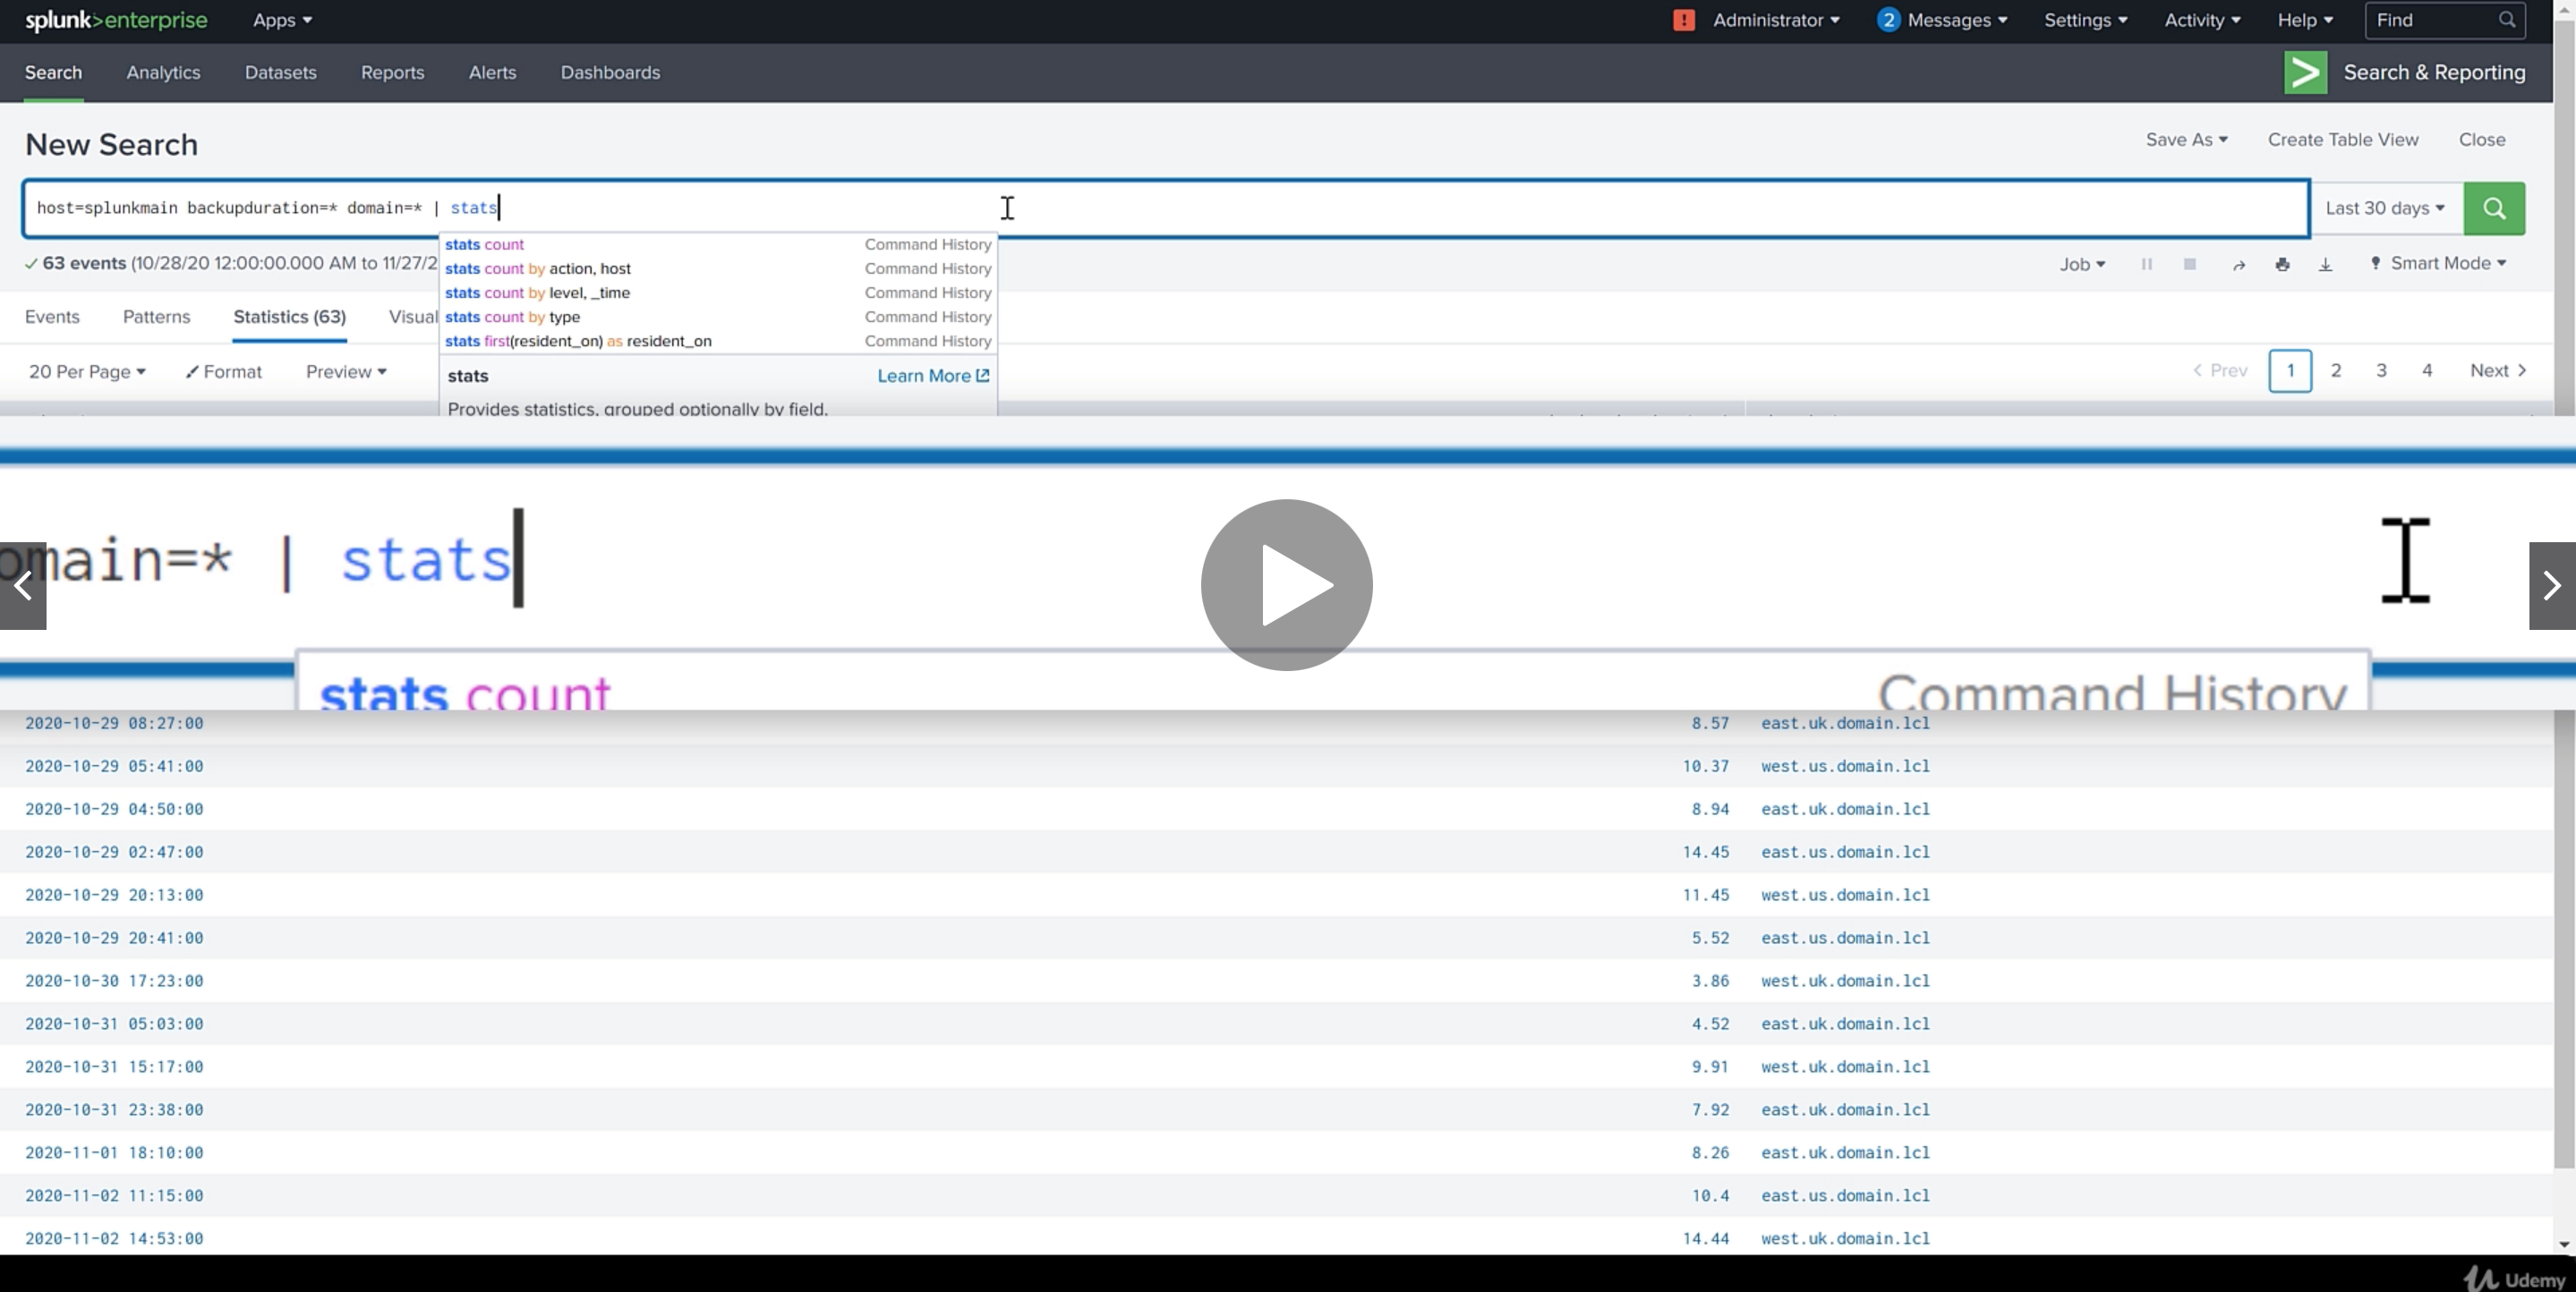 splunk>enterprise Apps ! Administrator 2 Messages Settings Activity Help Find
Search Analytics Datasets Reports Alerts Dashboards > Search & Reporting
New Search Save As Create Table View Close
host=splunkmain backupduration=* domain=* | stats Last 30 days
stats count Command History
✓ 63 events (10/28/20 12:00:00.000 AM to 11/27/2 Job Smart Mode
stats count by action, host Command History
stats count by level, _time Command History
Events Patterns Statistics (63) Visual
stats count by type Command History
stats first(resident_on) as resident_on Command History
20 Per Page Format Preview < Prev 1 2 3 4 Next >
stats Learn More
Provides statistics, grouped optionally by field.
omain=* | stats
stats count Command History
2020-10-29 08:27:00 8.57 east.uk.domain.lcl
2020-10-29 05:41:00 10.37 west.us.domain.lcl
2020-10-29 04:50:00 8.94 east.uk.domain.lcl
2020-10-29 02:47:00 14.45 east.us.domain.lcl
2020-10-29 20:13:00 11.45 west.us.domain.lcl
2020-10-29 20:41:00 5.52 east.us.domain.lcl
2020-10-30 17:23:00 3.86 west.uk.domain.lcl
2020-10-31 05:03:00 4.52 east.uk.domain.lcl
2020-10-31 15:17:00 9.91 west.uk.domain.lcl
2020-10-31 23:38:00 7.92 east.uk.domain.lcl
2020-11-01 18:10:00 8.26 east.uk.domain.lcl
2020-11-02 11:15:00 10.4 east.us.domain.lcl
2020-11-02 14:53:00 14.44 west.uk.domain.lcl
Udemy